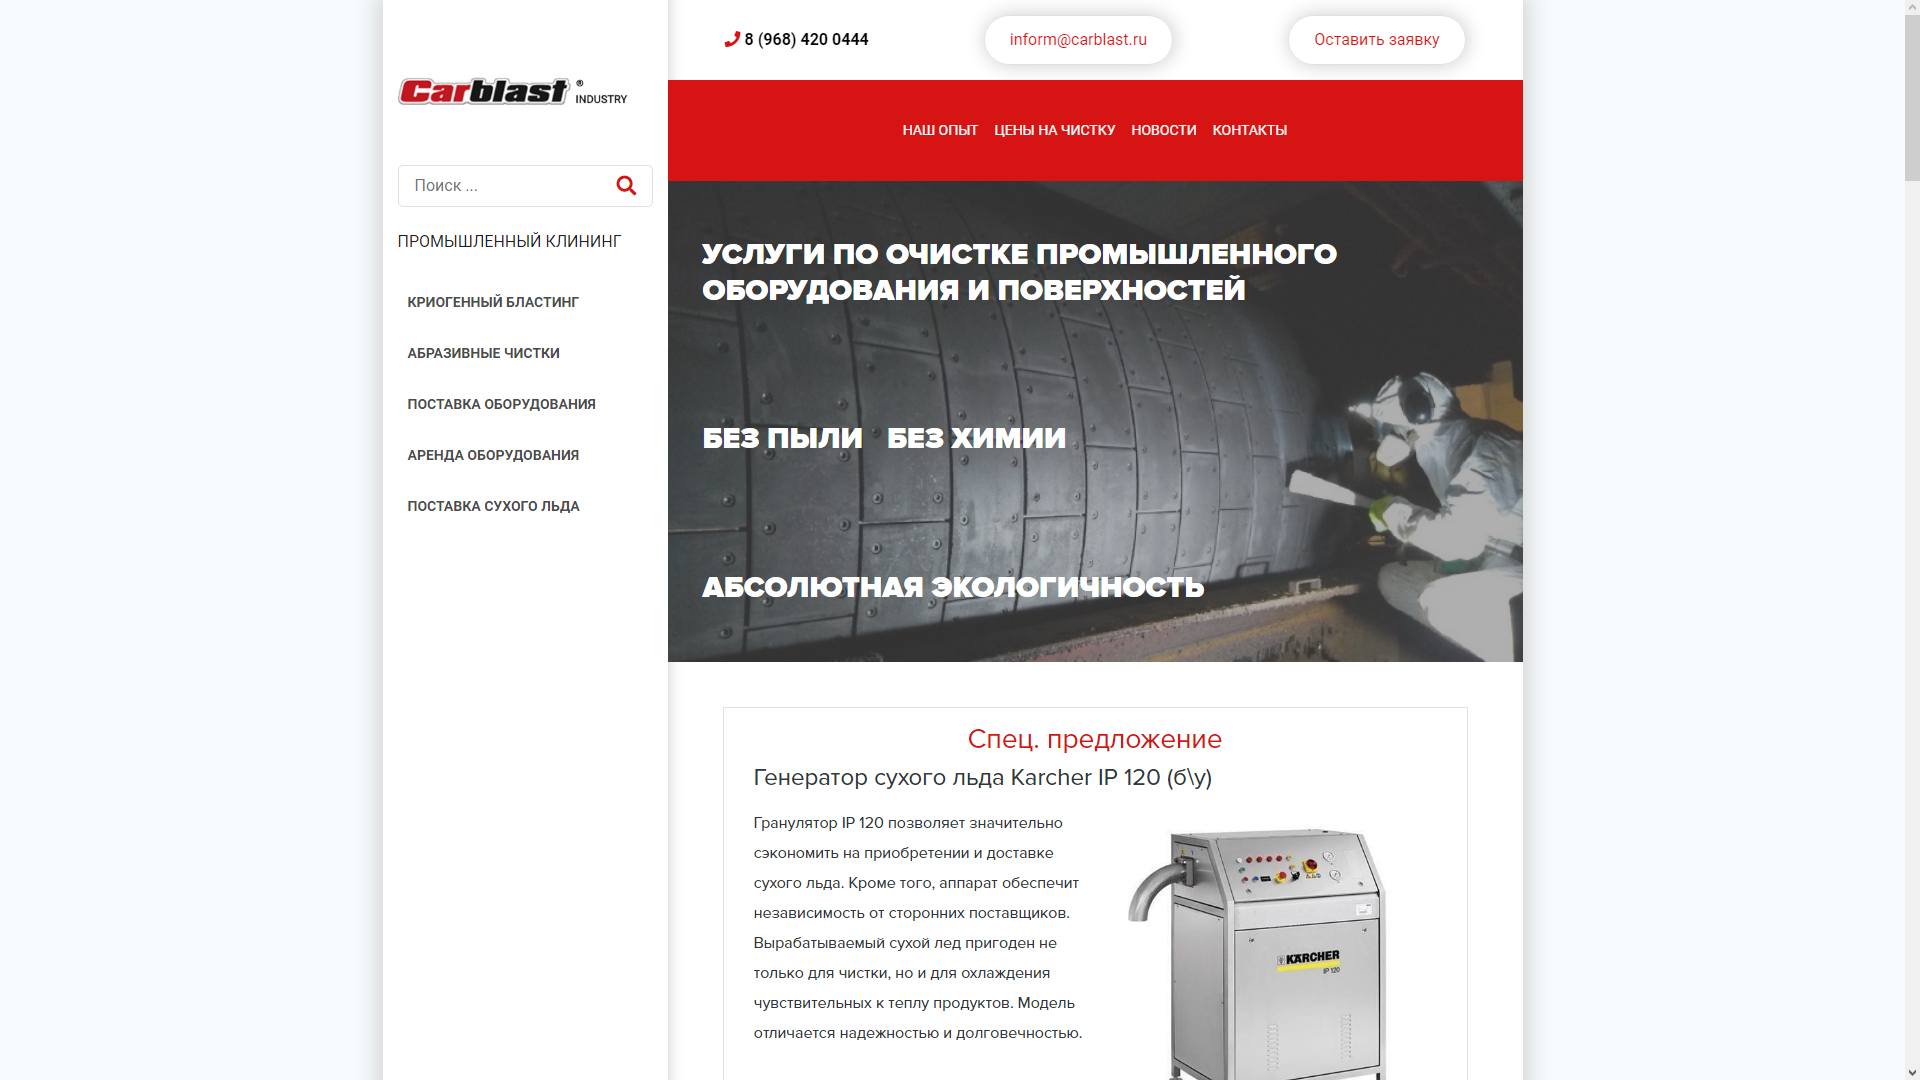 Carblast ®
INDUSTRY
Поиск ...
ПРОМЫШЛЕННЫЙ КЛИНИНГ
КРИОГЕННЫЙ БЛАСТИНГ
АБРАЗИВНЫЕ ЧИСТКИ
ПОСТАВКА ОБОРУДОВАНИЯ
АРЕНДА ОБОРУДОВАНИЯ
ПОСТАВКА СУХОГО ЛЬДА
8 (968) 420 0444
inform@carblast.ru
Оставить заявку
НАШ ОПЫТ ЦЕНЫ НА ЧИСТКУ НОВОСТИ КОНТАКТЫ
УСЛУГИ ПО ОЧИСТКЕ ПРОМЫШЛЕННОГО
ОБОРУДОВАНИЯ И ПОВЕРХНОСТЕЙ
БЕЗ ПЫЛИ БЕЗ ХИМИИ
АБСОЛЮТНАЯ ЭКОЛОГИЧНОСТЬ
Спец. предложение
Генератор сухого льда Karcher IP 120 (б\у)
Гранулятор IP 120 позволяет значительно
сэкономить на приобретении и доставке
сухого льда. Кроме того, аппарат обеспечит
независимость от сторонних поставщиков.
Вырабатываемый сухой лед пригоден не
только для чистки, но и для охлаждения
чувствительных к теплу продуктов. Модель
отличается надежностью и долговечностью.
KÄRCHER
IP 120